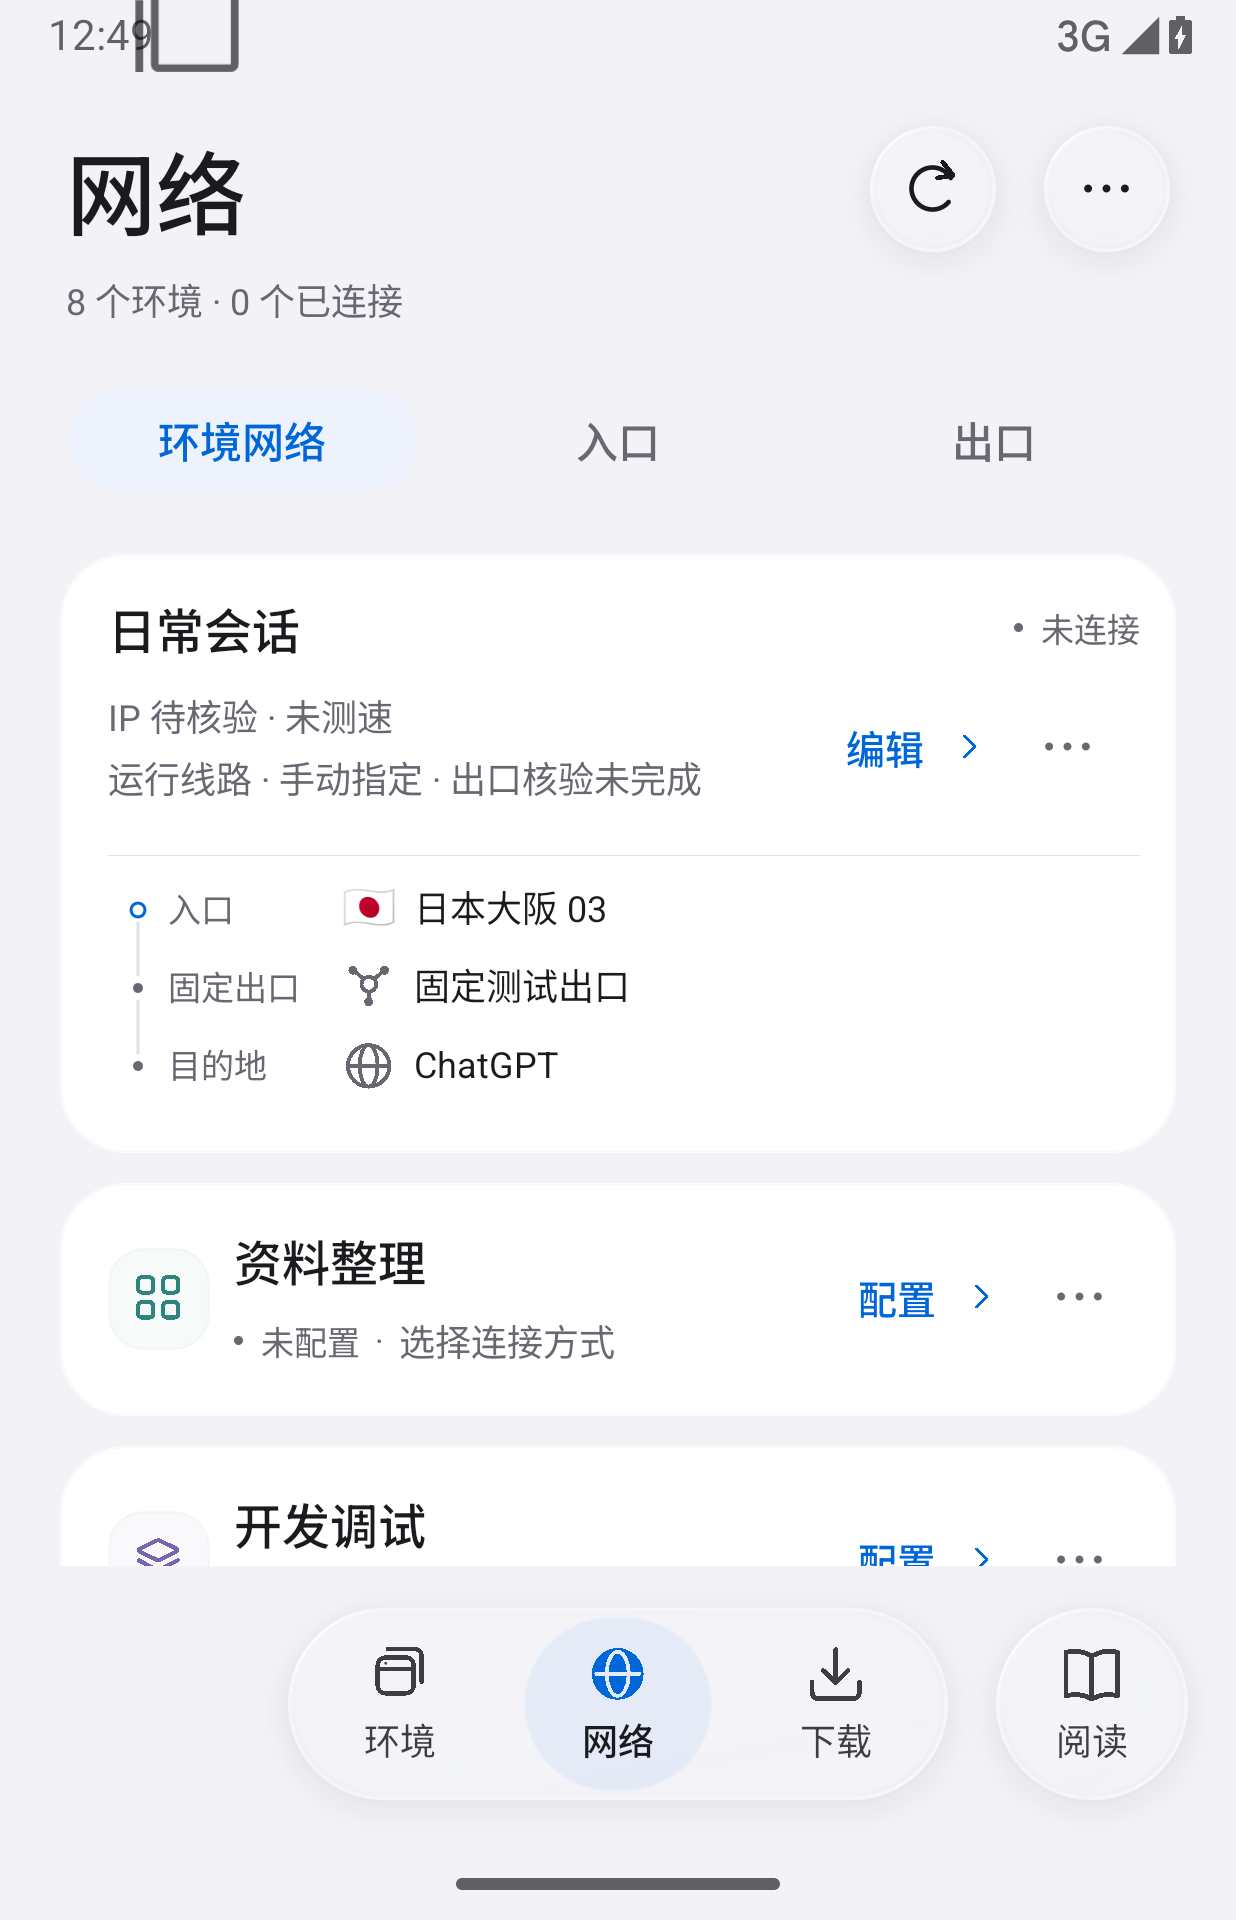 12:49
3G
网络
8 个环境 · 0 个已连接
环境网络
入口
出口
日常会话
• 未连接
IP 待核验 · 未测速
运行线路 · 手动指定 · 出口核验未完成
编辑
入口
日本大阪 03
固定出口
固定测试出口
目的地
ChatGPT
资料整理
• 未配置 · 选择连接方式
配置
开发调试
配置
环境
网络
下载
阅读